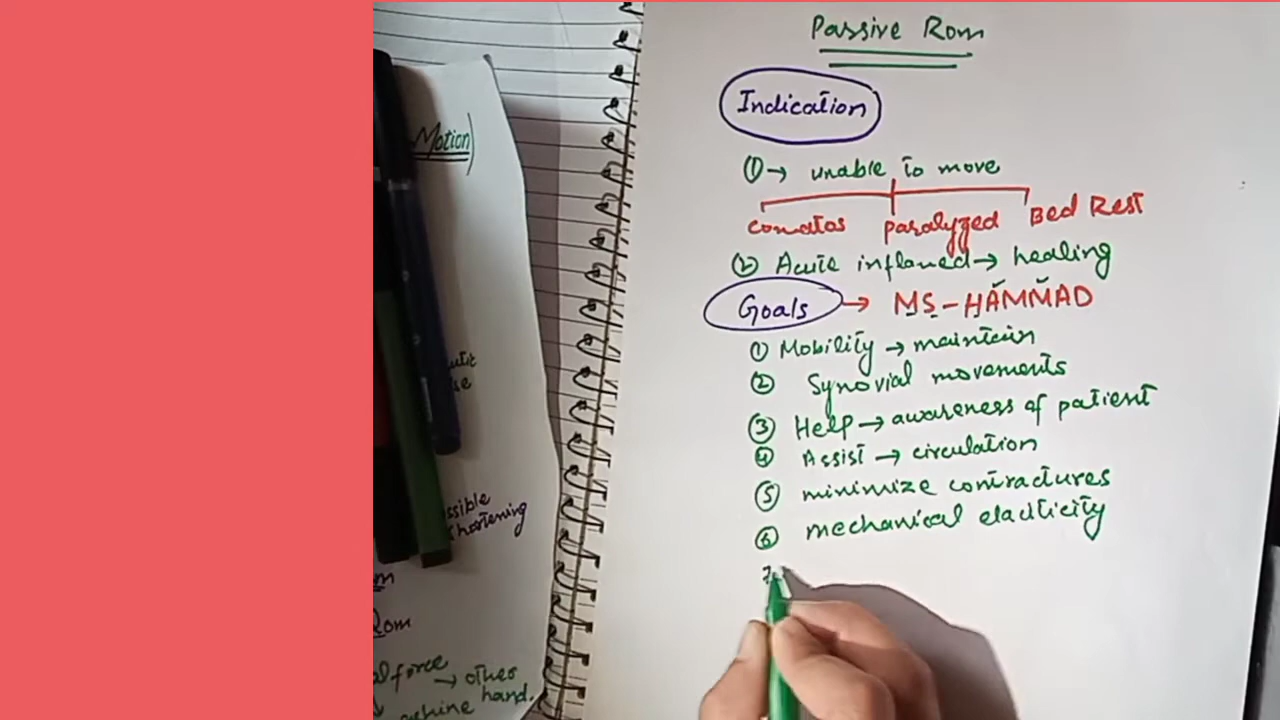 Motion)
ssible
shortening
m
Rom
force → other
hand.
Passive Rom
Indication
① → unable to move
comatos paralyzed Bed Rest
② Acute inflamed → healing
Goals → MS - HAMMAD
① Mobility → maintain
② Synovial movements
③ Help → awareness of patient
④ Assist → circulation
⑤ minimize contractures
⑥ mechanical elasticity
7